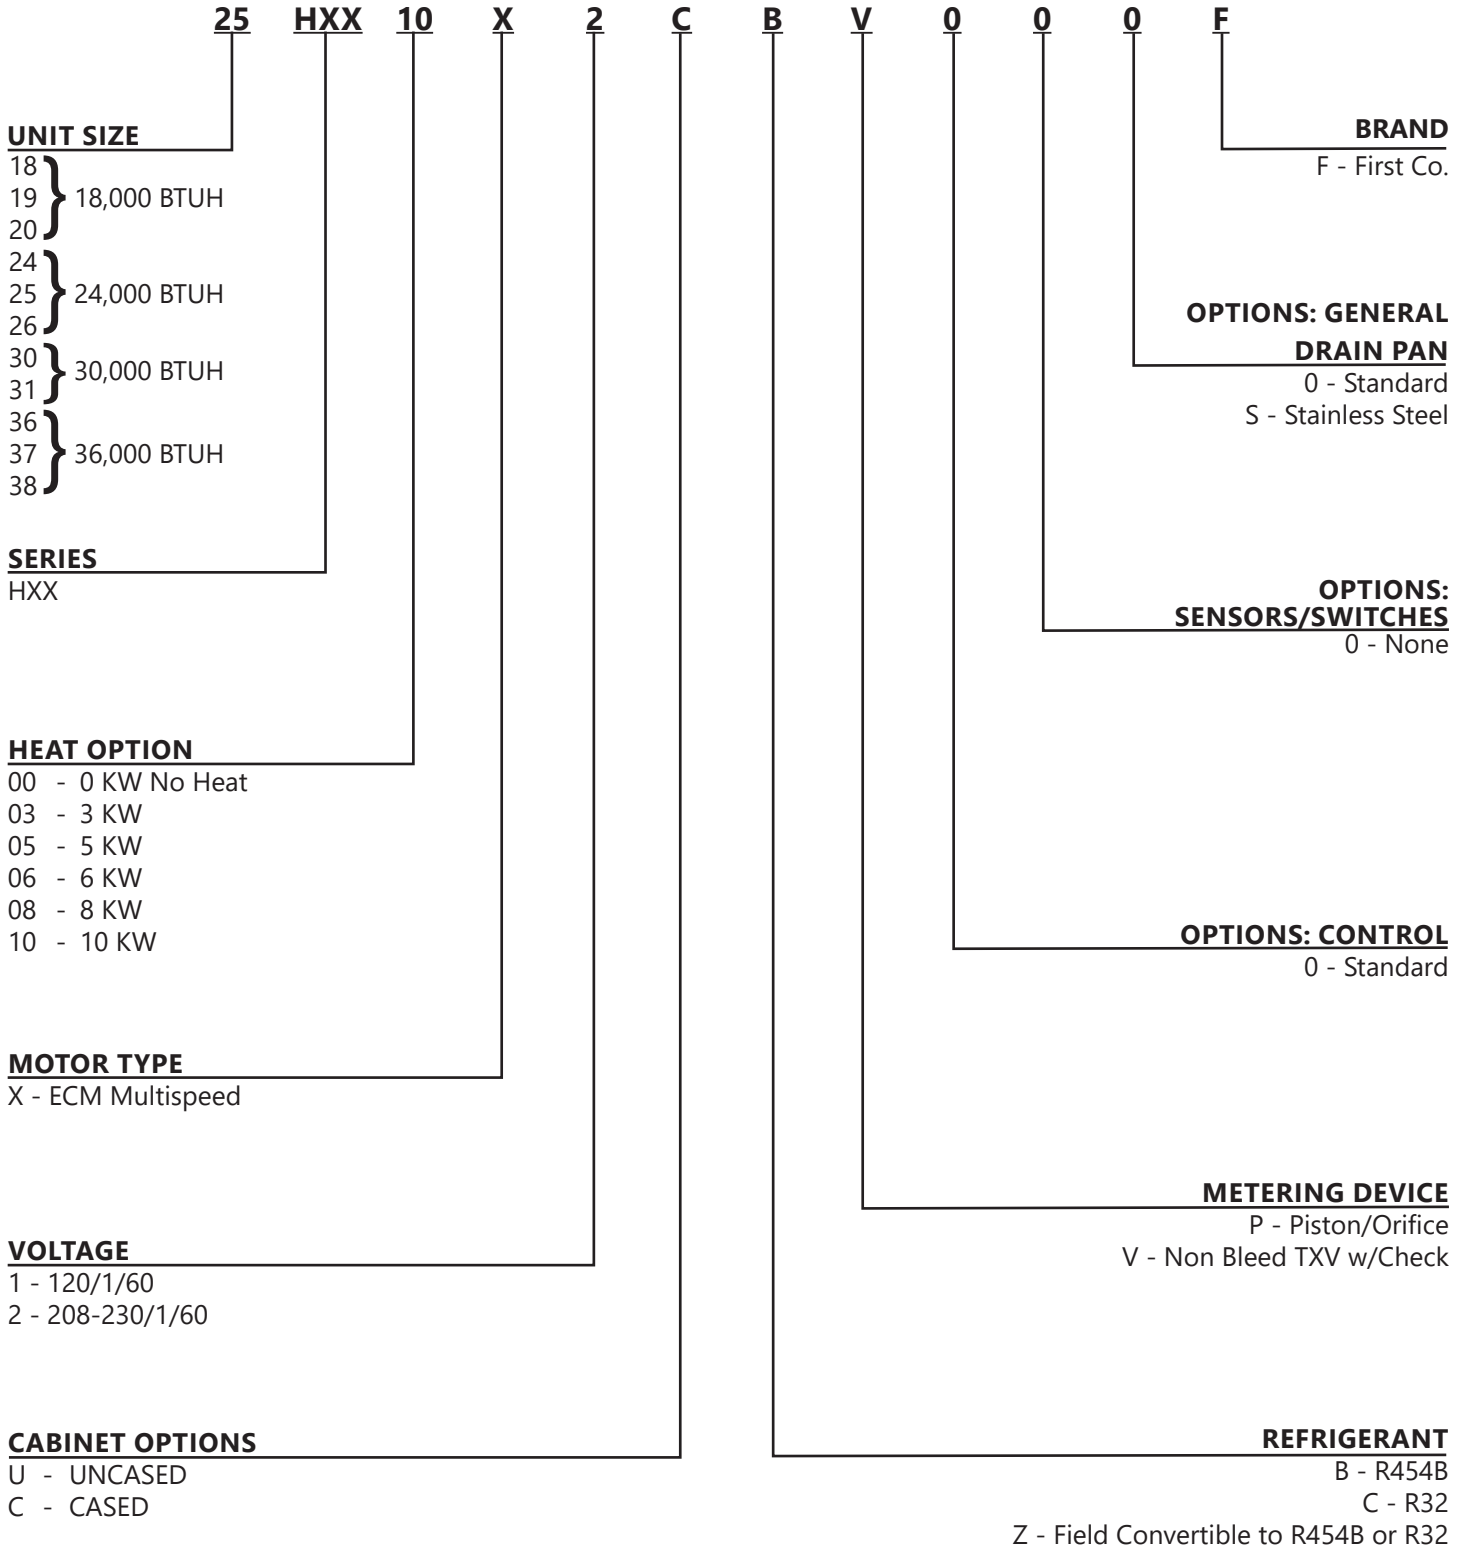 25 HXX 10 X 2 C B V 0 0 0 F
UNIT SIZE
18
19
20
18,000 BTUH
24
25
26
24,000 BTUH
30
31
30,000 BTUH
36
37
38
36,000 BTUH
SERIES
HXX
HEAT OPTION
00 - 0 KW No Heat
03 - 3 KW
05 - 5 KW
06 - 6 KW
08 - 8 KW
10 - 10 KW
MOTOR TYPE
X - ECM Multispeed
VOLTAGE
1 - 120/1/60
2 - 208-230/1/60
CABINET OPTIONS
U - UNCASED
C - CASED
BRAND
F - First Co.
OPTIONS: GENERAL
DRAIN PAN
0 - Standard
S - Stainless Steel
OPTIONS:
SENSORS/SWITCHES
0 - None
OPTIONS: CONTROL
0 - Standard
METERING DEVICE
P - Piston/Orifice
V - Non Bleed TXV w/Check
REFRIGERANT
B - R454B
C - R32
Z - Field Convertible to R454B or R32